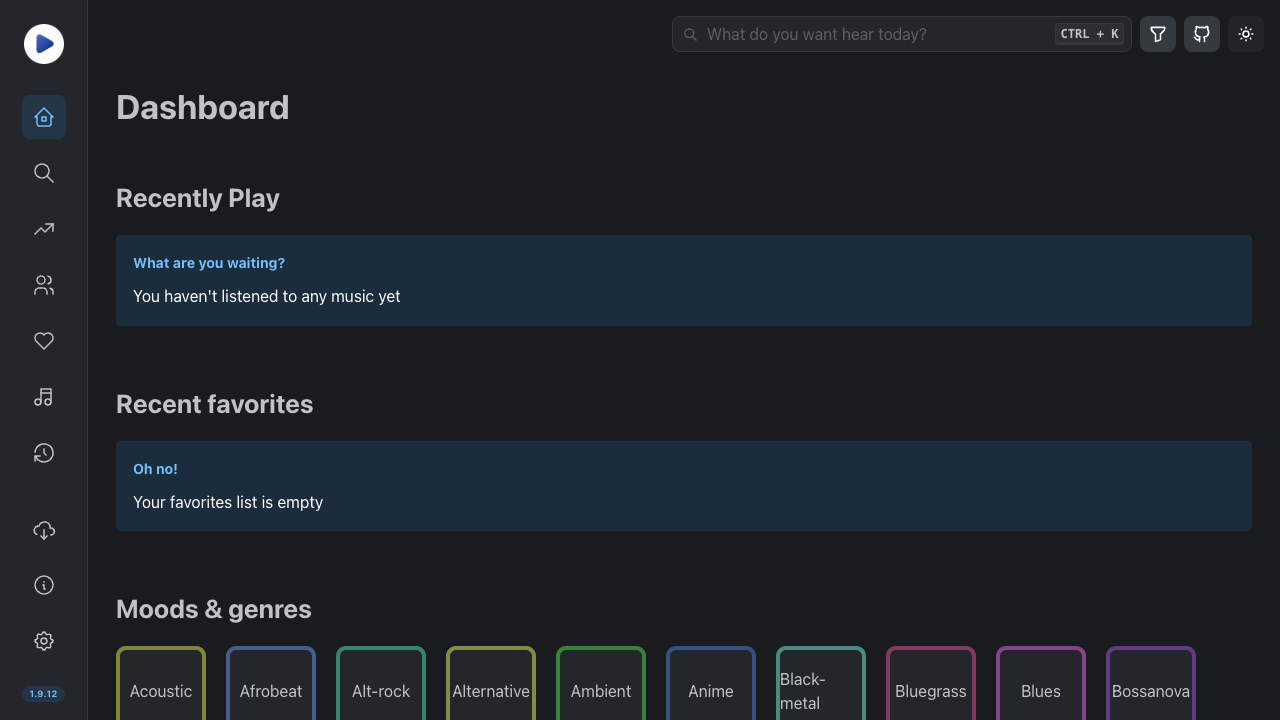 What do you want hear today?
CTRL + K
Dashboard
Recently Play
What are you waiting?
You haven't listened to any music yet
Recent favorites
Oh no!
Your favorites list is empty
Moods & genres
Acoustic
Afrobeat
Alt-rock
Alternative
Ambient
Anime
Black-
metal
Bluegrass
Blues
Bossanova
1.9.12